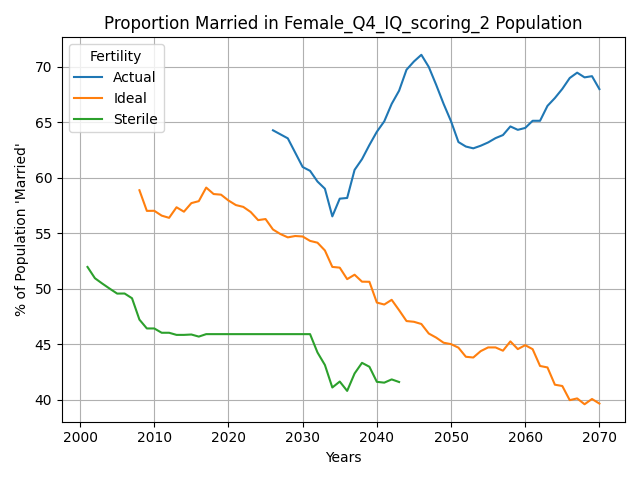 Proportion Married in Female_Q4_IQ_scoring_2 Population
Fertility
Actual
Ideal
Sterile
% of Population 'Married'
70
65
60
55
50
45
40
2000 2010 2020 2030 2040 2050 2060 2070
Years